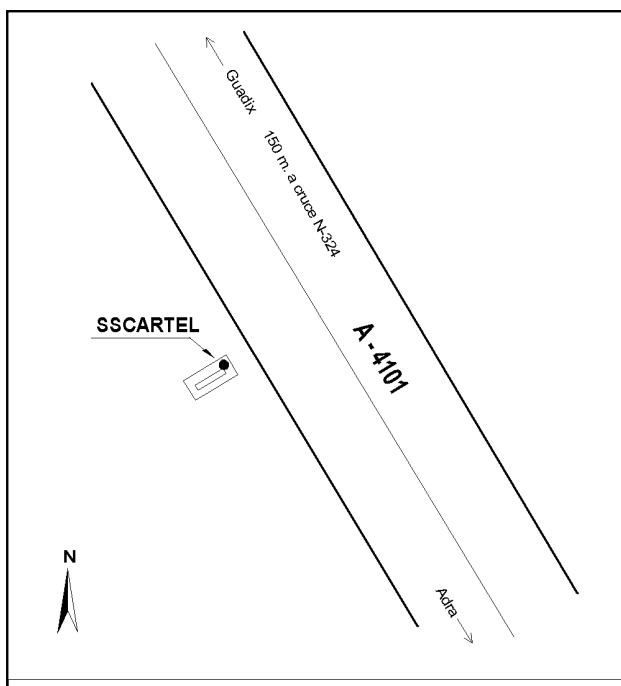 Guadix
150 m. a cruce N-324
SSCARTEL
A - 4101
N
Adra